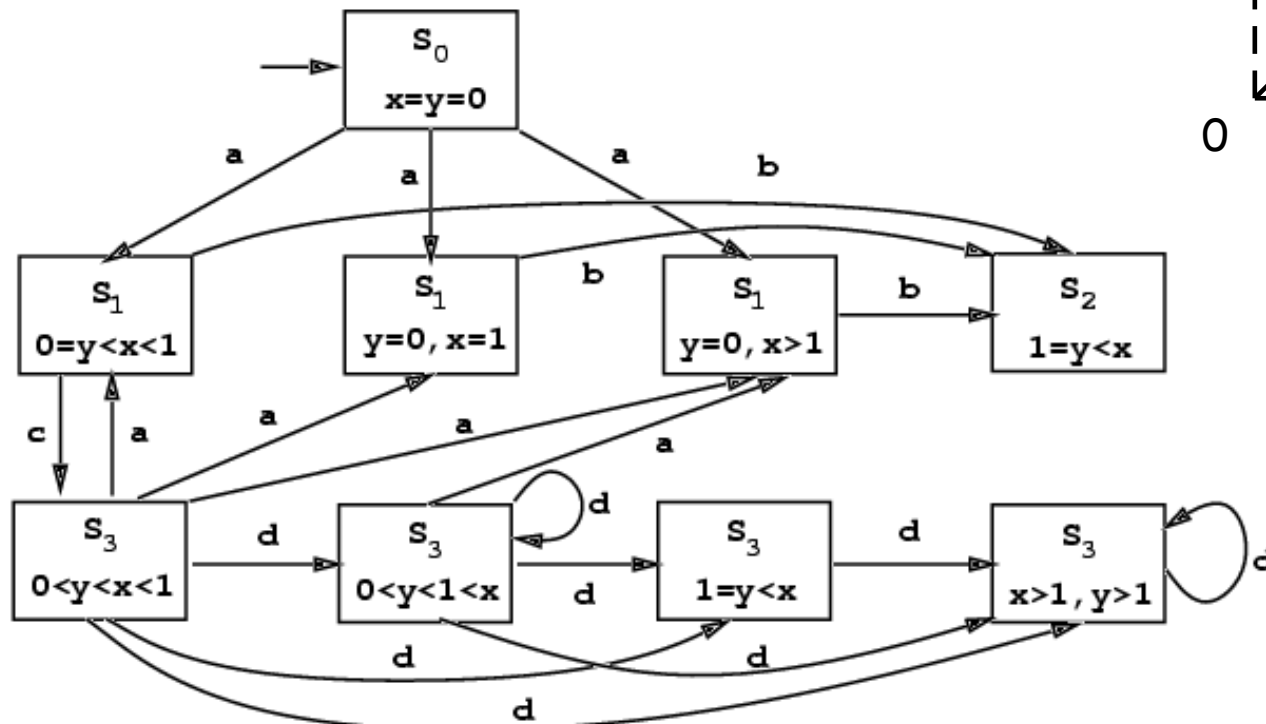 S0
x=y=0
0
a
a
a
b
S1
0=y<x<1
S1
y=0,x=1
b
S1
y=0,x>1
b
S2
1=y<x
c
a
a
a
a
S3
0<y<x<1
d
S3
0<y<1<x
d
d
S3
1=y<x
d
S3
x>1,y>1
d
d
d
d